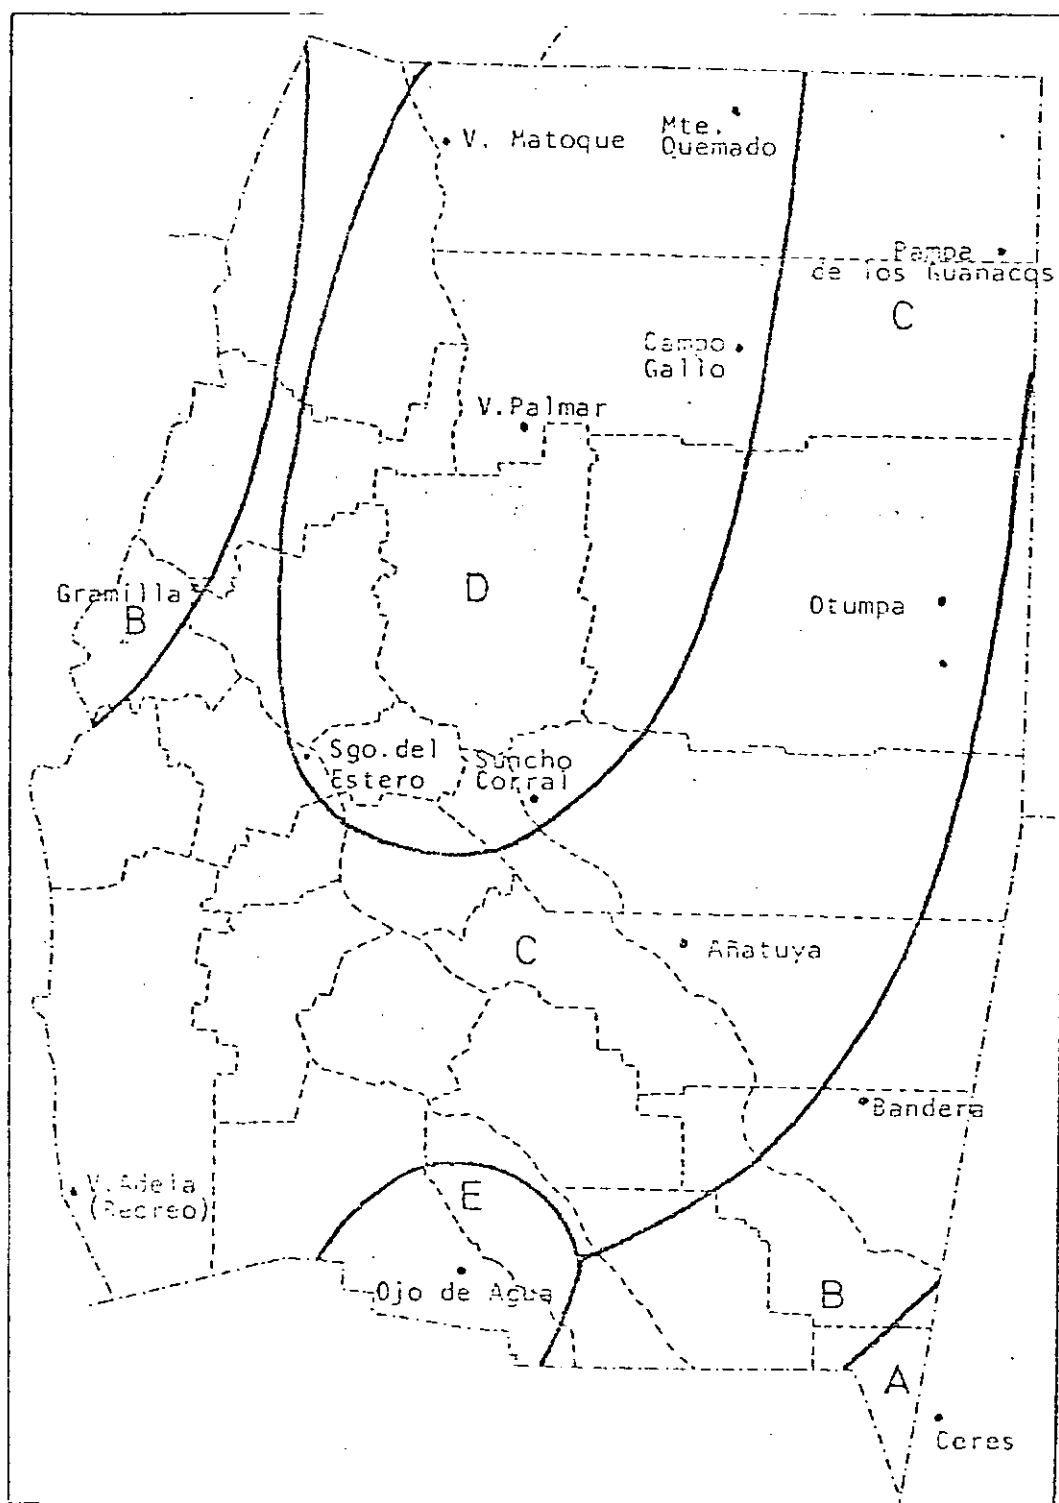 V. Matoque
Mte.
Quemado
Pampa
de los Guanacos
C
Campo
Gallo
V.Palmar
Gramilla
B
D
Otumpa
Sgo.del
Estero
Suncho
Corral
C
Añatuya
Bandera
V.Adela
(Recreo)
E
Ojo de Agua
B
A
Ceres